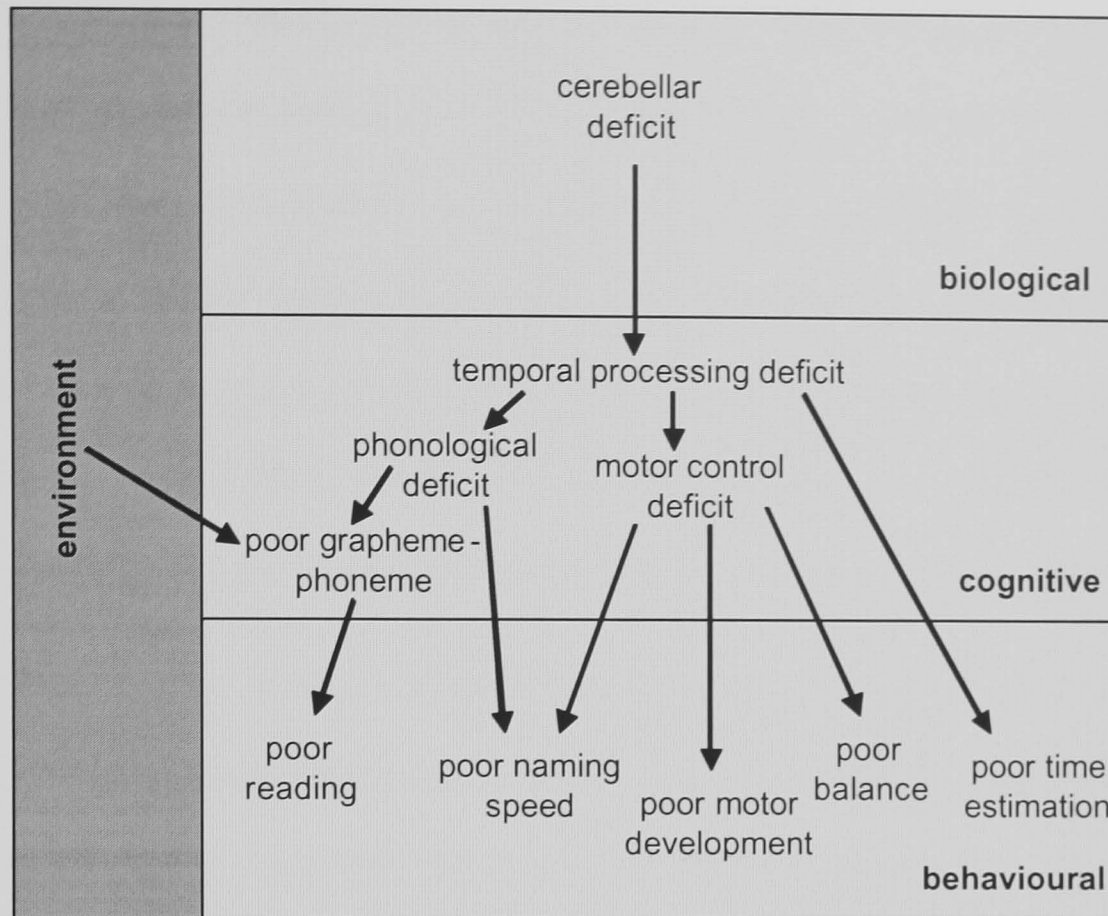 cerebellar
deficit
biological
environment
temporal processing deficit
phonological
deficit
motor control
deficit
poor grapheme-
phoneme
cognitive
poor
reading
poor naming
speed
poor motor
development
poor
balance
poor time
estimation
behavioural